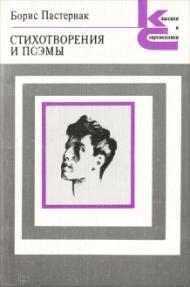 Борис Пастернак
СТИХОТВОРЕНИЯ
И ПОЭМЫ
Классики
и
Современники